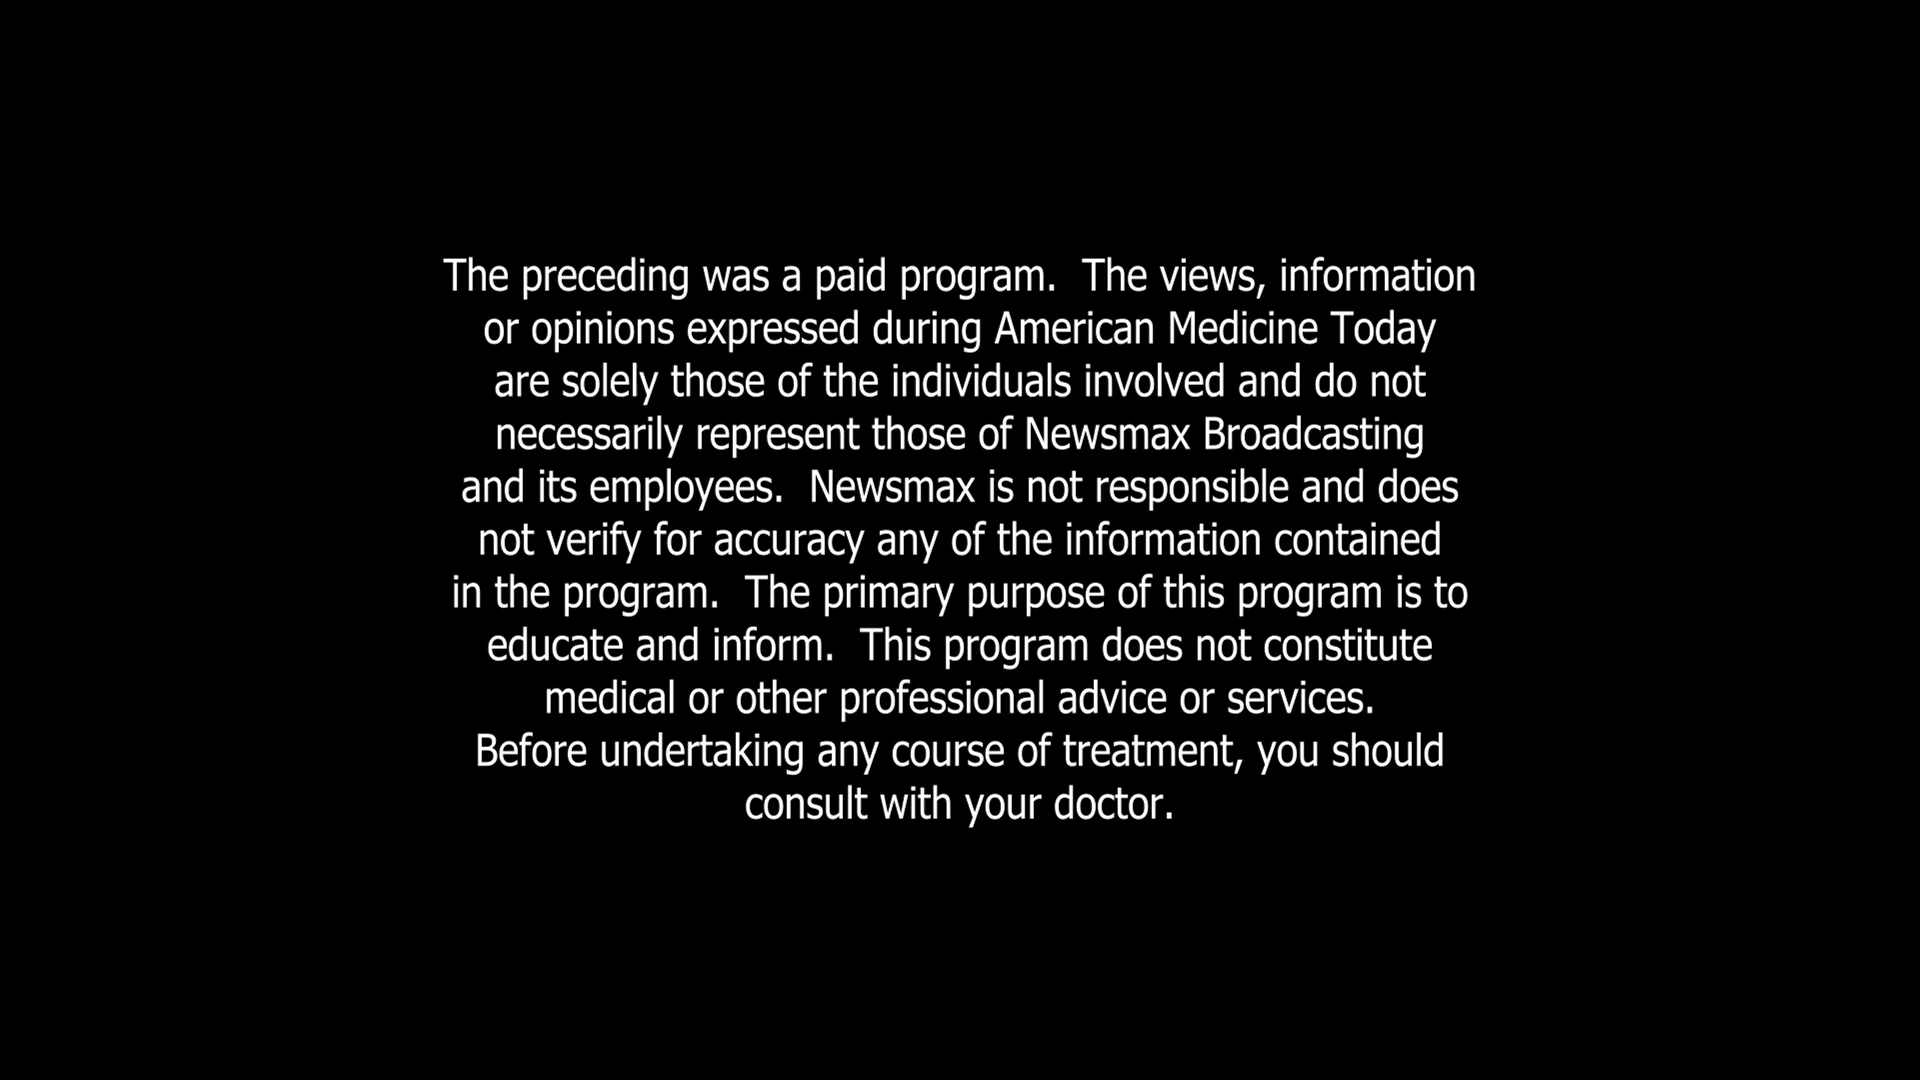 The preceding was a paid program.  The views, information
or opinions expressed during American Medicine Today
are solely those of the individuals involved and do not
necessarily represent those of Newsmax Broadcasting
and its employees.  Newsmax is not responsible and does
not verify for accuracy any of the information contained
in the program.  The primary purpose of this program is to
educate and inform.  This program does not constitute
medical or other professional advice or services.
Before undertaking any course of treatment, you should
consult with your doctor.